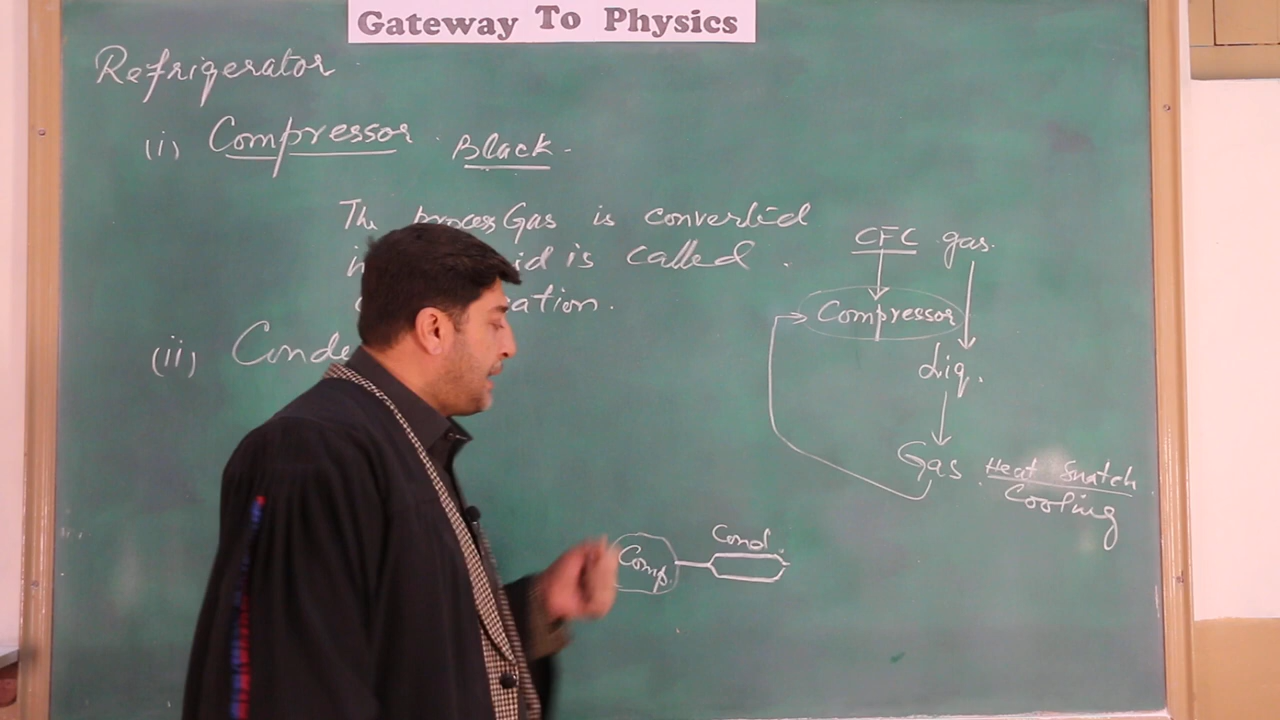 Gateway To Physics
Refrigerator
(i) Compressor. Black.
The process Gas is converted
is called.
(ii)
CFC gas.
Compressor
Liq.
Gas. Heat Snatch
Cooling
Cond.
Comp.